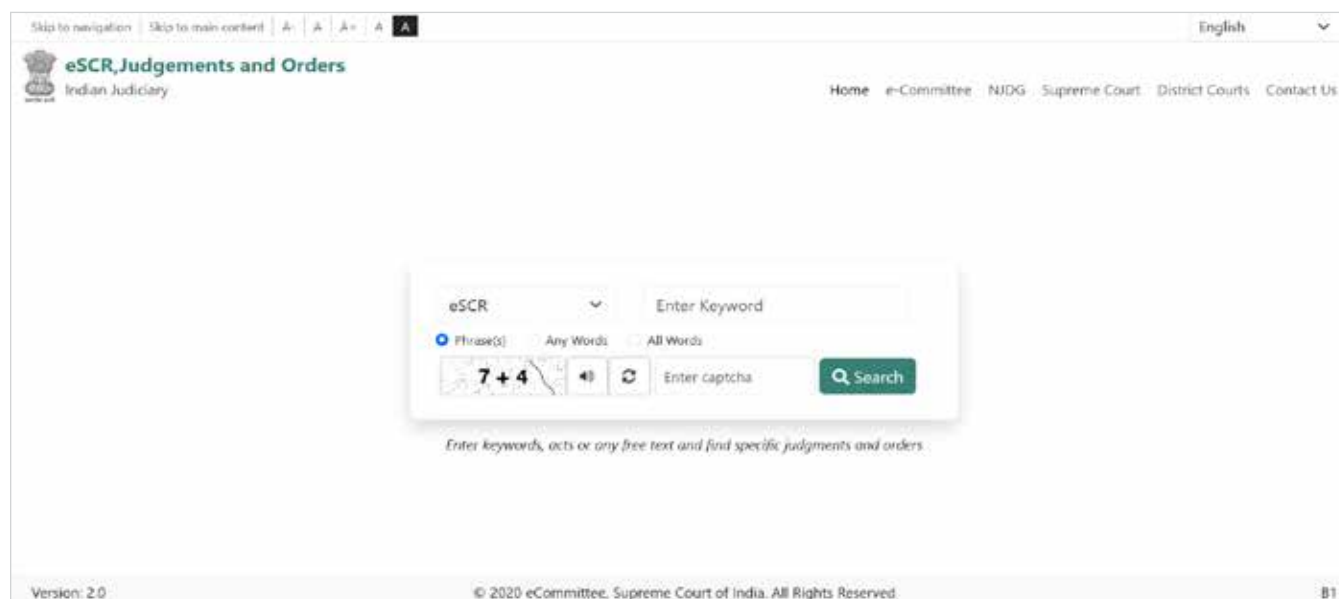 Skip to navigation Skip to main content A- A A+ A A English
eSCR,Judgements and Orders
Indian Judiciary
Home e-Committee NJDG Supreme Court District Courts Contact Us
eSCR Enter Keyword
Phrase(s) Any Words All Words
7 + 4 Enter captcha Search
Enter keywords, acts or any free text and find specific judgments and orders
Version: 2.0 © 2020 eCommittee, Supreme Court of India. All Rights Reserved B1